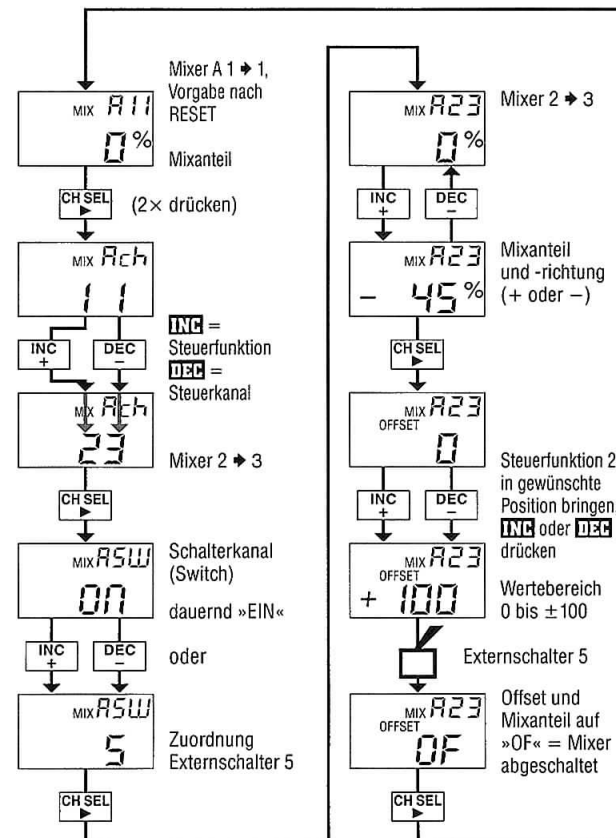 MIX A11
0%
Mixer A 1 ➔ 1,
Vorgabe nach
RESET
Mixanteil
CH SEL
(2× drücken)
MIX Ach
1 1
INC
+
DEC
−
INC =
Steuerfunktion
DEC =
Steuerkanal
MIX Ach
23
Mixer 2 ➔ 3
CH SEL
MIX ASW
ON
Schalterkanal
(Switch)
dauernd »EIN«
INC
+
DEC
−
oder
MIX ASW
5
Zuordnung
Externschalter 5
CH SEL
MIX A23
0%
Mixer 2 ➔ 3
INC
+
DEC
−
MIX A23
− 45%
Mixanteil
und -richtung
(+ oder −)
CH SEL
MIX A23
OFFSET
0
Steuerfunktion 2
in gewünschte
Position bringen
INC oder DEC
drücken
INC
+
DEC
−
MIX A23
OFFSET
+ 100
Wertebereich
0 bis ±100
Externschalter 5
MIX A23
OFFSET
OF
Offset und
Mixanteil auf
»OF« = Mixer
abgeschaltet
CH SEL